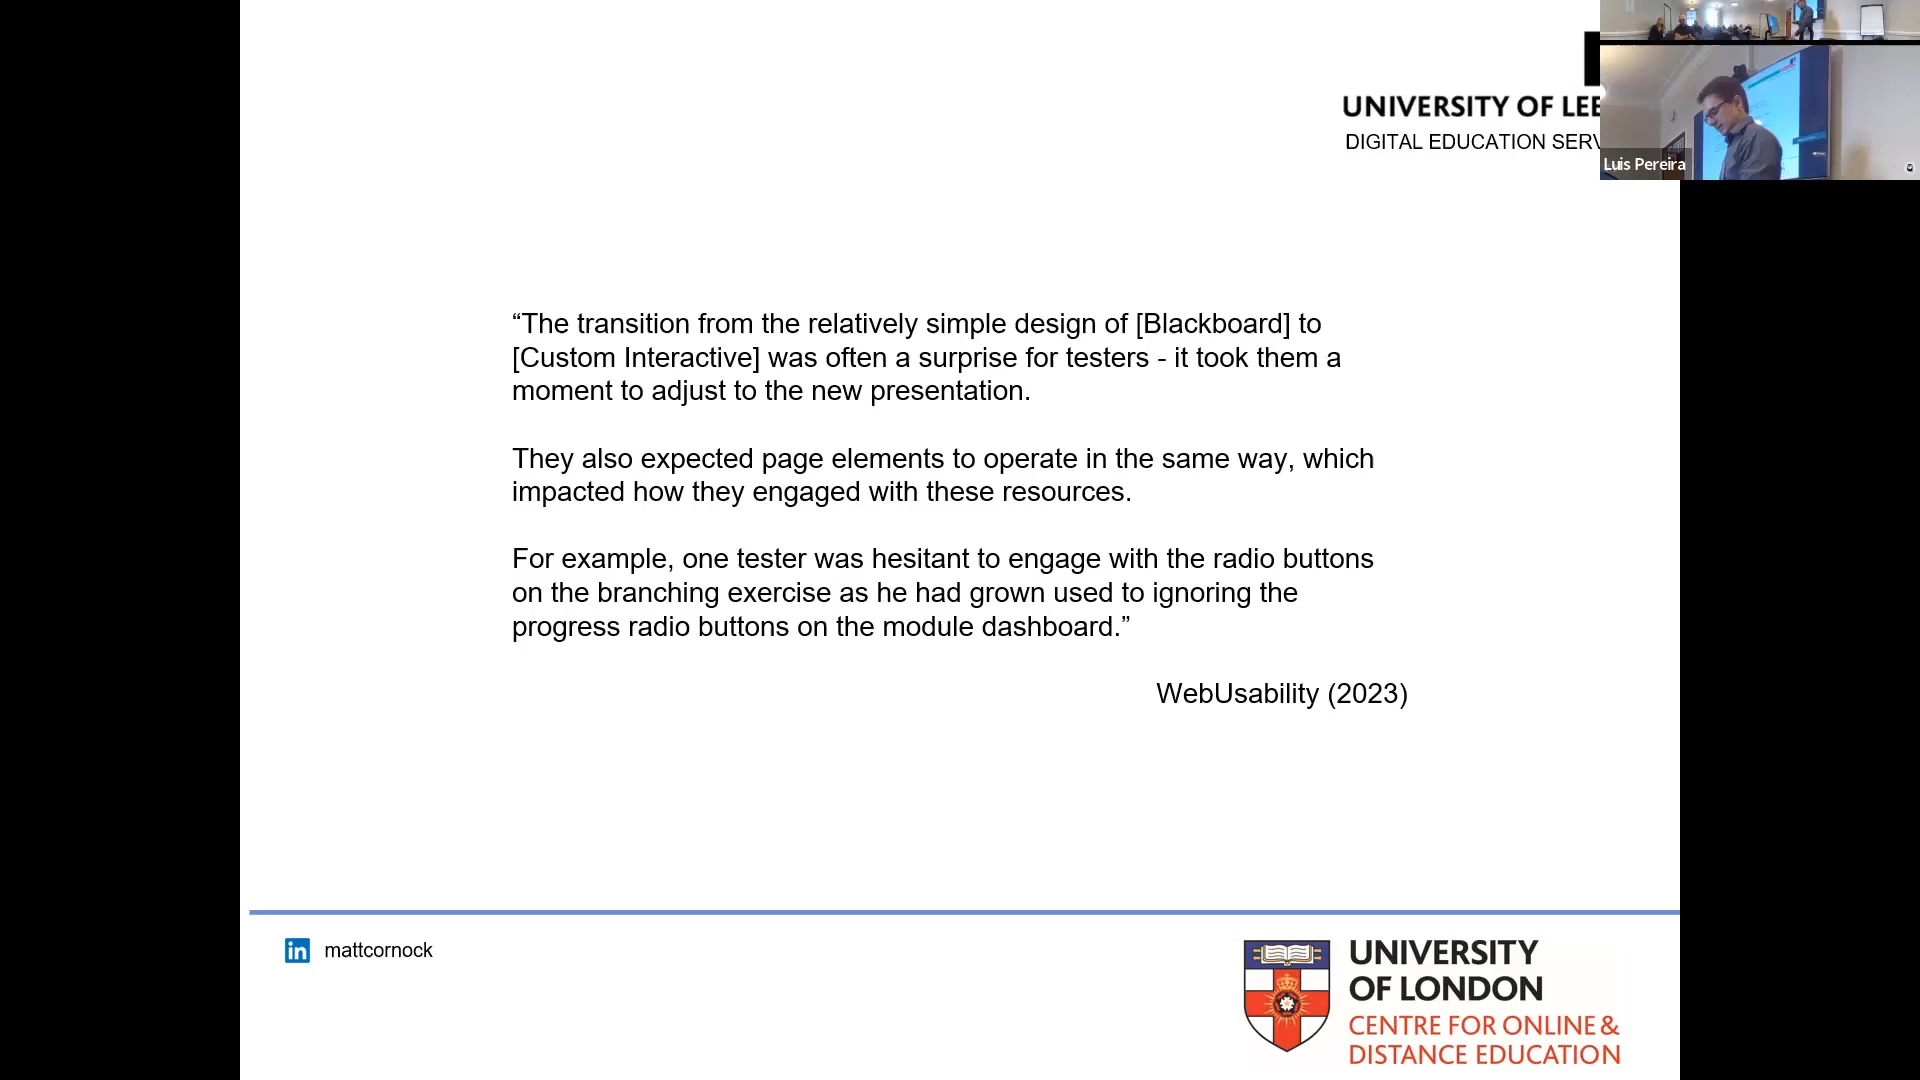 UNIVERSITY OF LEE
DIGITAL EDUCATION SERV
Luis Pereira
“The transition from the relatively simple design of [Blackboard] to
[Custom Interactive] was often a surprise for testers - it took them a
moment to adjust to the new presentation.
They also expected page elements to operate in the same way, which
impacted how they engaged with these resources.
For example, one tester was hesitant to engage with the radio buttons
on the branching exercise as he had grown used to ignoring the
progress radio buttons on the module dashboard.”
WebUsability (2023)
in mattcornock
UNIVERSITY
OF LONDON
CENTRE FOR ONLINE &
DISTANCE EDUCATION